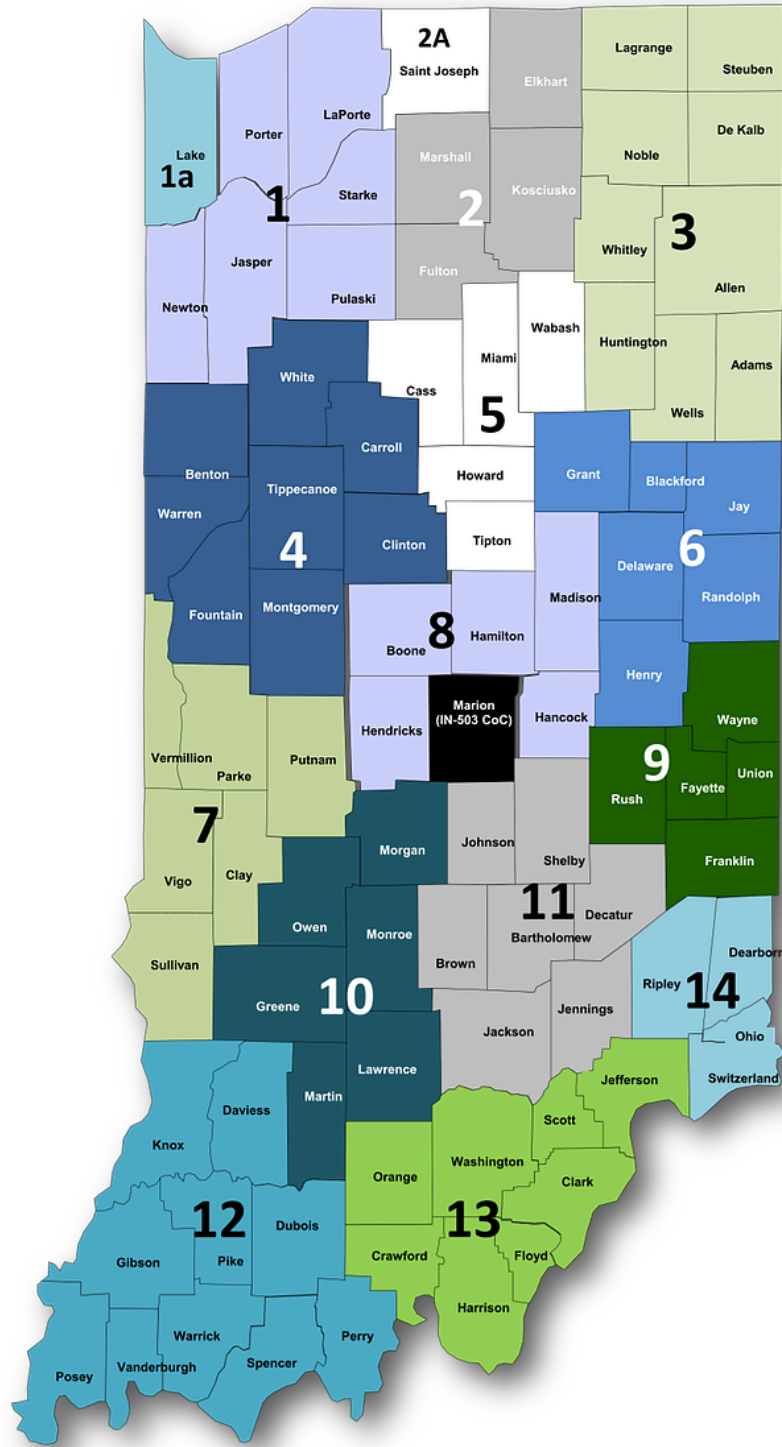 2A
Saint Joseph
Elkhart
Lagrange
Steuben
Lake
1a
Porter
LaPorte
Starke
1
Marshall
2
Kosciusko
Noble
De Kalb
3
Whitley
Allen
Newton
Jasper
Pulaski
Fulton
Wabash
Huntington
Miami
Cass
5
Howard
Tipton
Wells
Adams
White
Carroll
Benton
Tippecanoe
Warren
4
Clinton
Fountain
Montgomery
Grant
Blackford
Jay
Delaware
6
Randolph
Henry
Madison
8
Boone
Hamilton
Hendricks
Marion
(IN-503 CoC)
Hancock
Wayne
9
Rush
Fayette
Union
Franklin
Vermillion
Parke
Putnam
7
Vigo
Clay
Sullivan
Morgan
Owen
Monroe
Greene
10
Lawrence
Martin
Johnson
Shelby
11
Decatur
Brown
Bartholomew
Jackson
Jennings
Ripley
14
Dearborn
Ohio
Switzerland
Knox
Daviess
12
Dubois
Gibson
Pike
Posey
Vanderburgh
Warrick
Spencer
Perry
Orange
Washington
Scott
Jefferson
Clark
13
Crawford
Floyd
Harrison